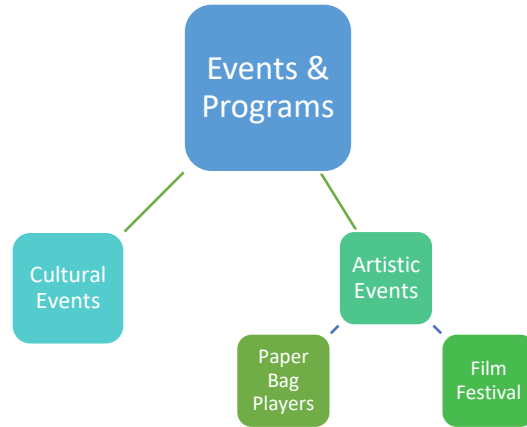 Events &
Programs
Cultural
Events
Artistic
Events
Paper
Bag
Players
Film
Festival